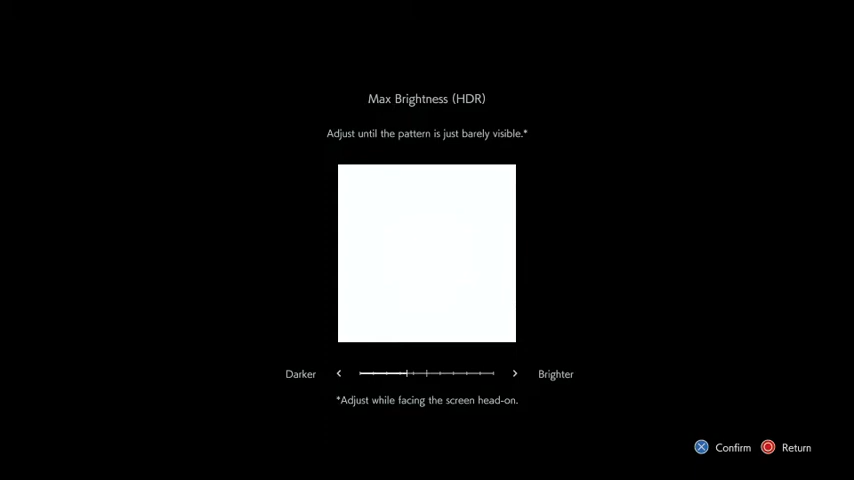 Max Brightness (HDR)
Adjust until the pattern is just barely visible.*
Darker Brighter
*Adjust while facing the screen head-on.
Confirm Return